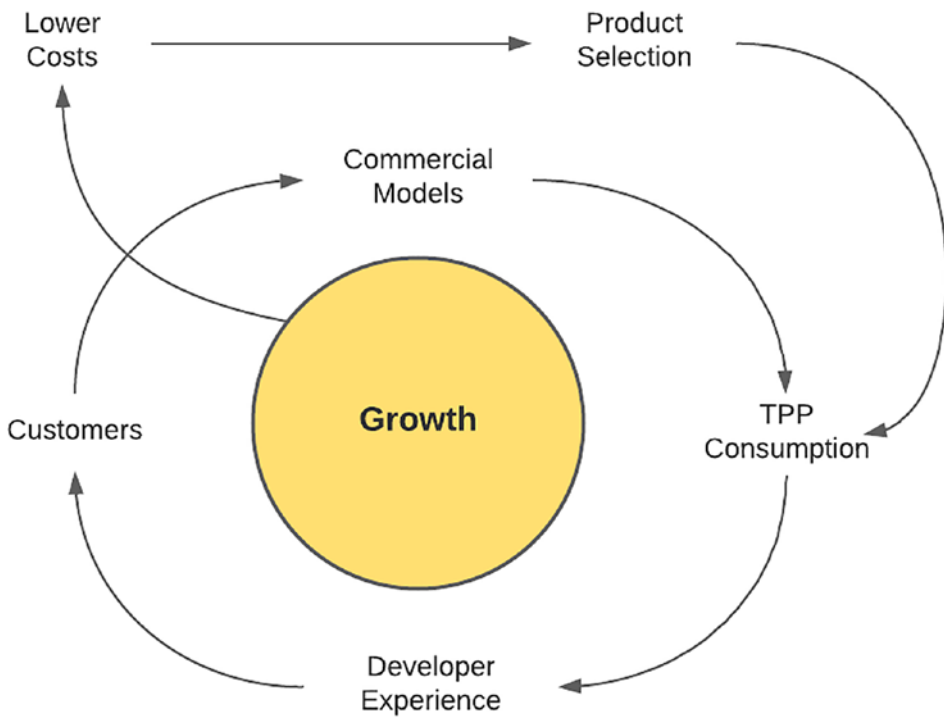 Lower
Costs
Product
Selection
Commercial
Models
Growth
Customers
TPP
Consumption
Developer
Experience